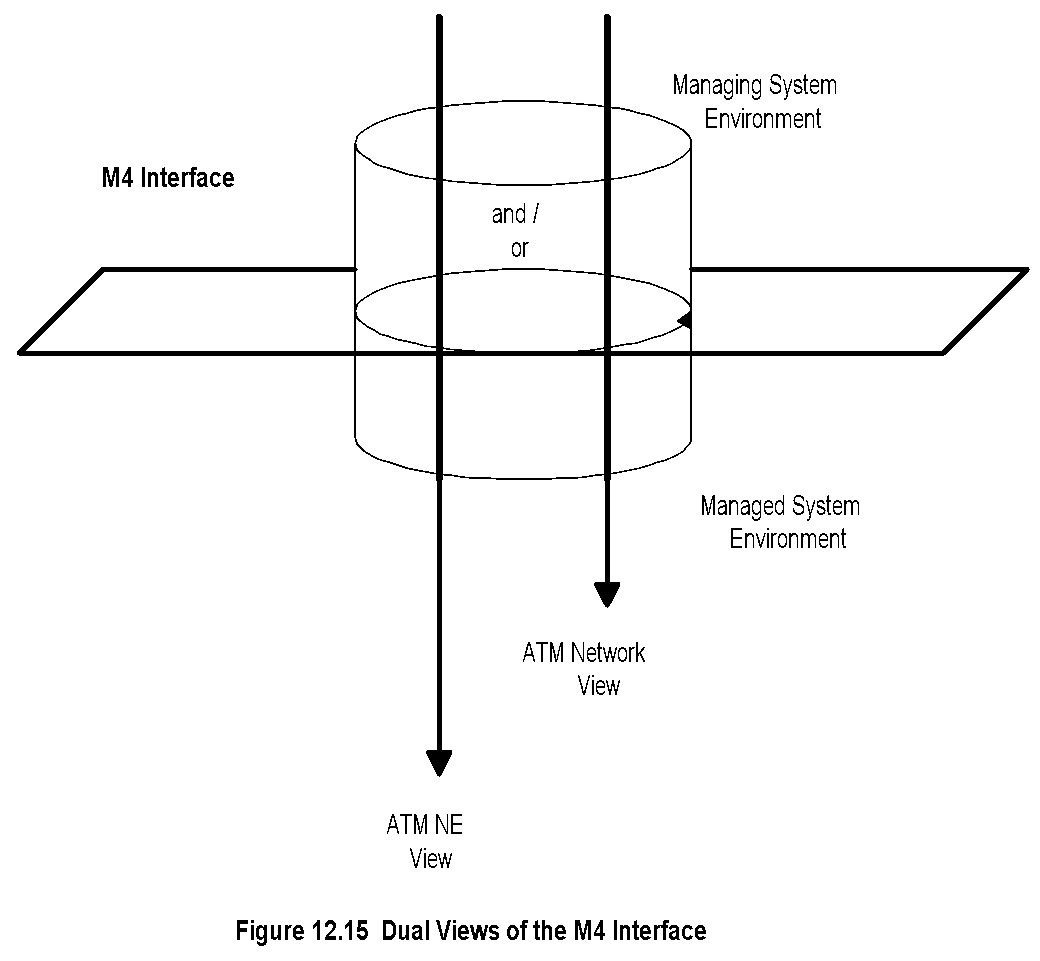 Managing System
Environment
M4 Interface
and /
or
Managed System
Environment
ATM Network
View
ATM NE
View
Figure 12.15 Dual Views of the M4 Interface